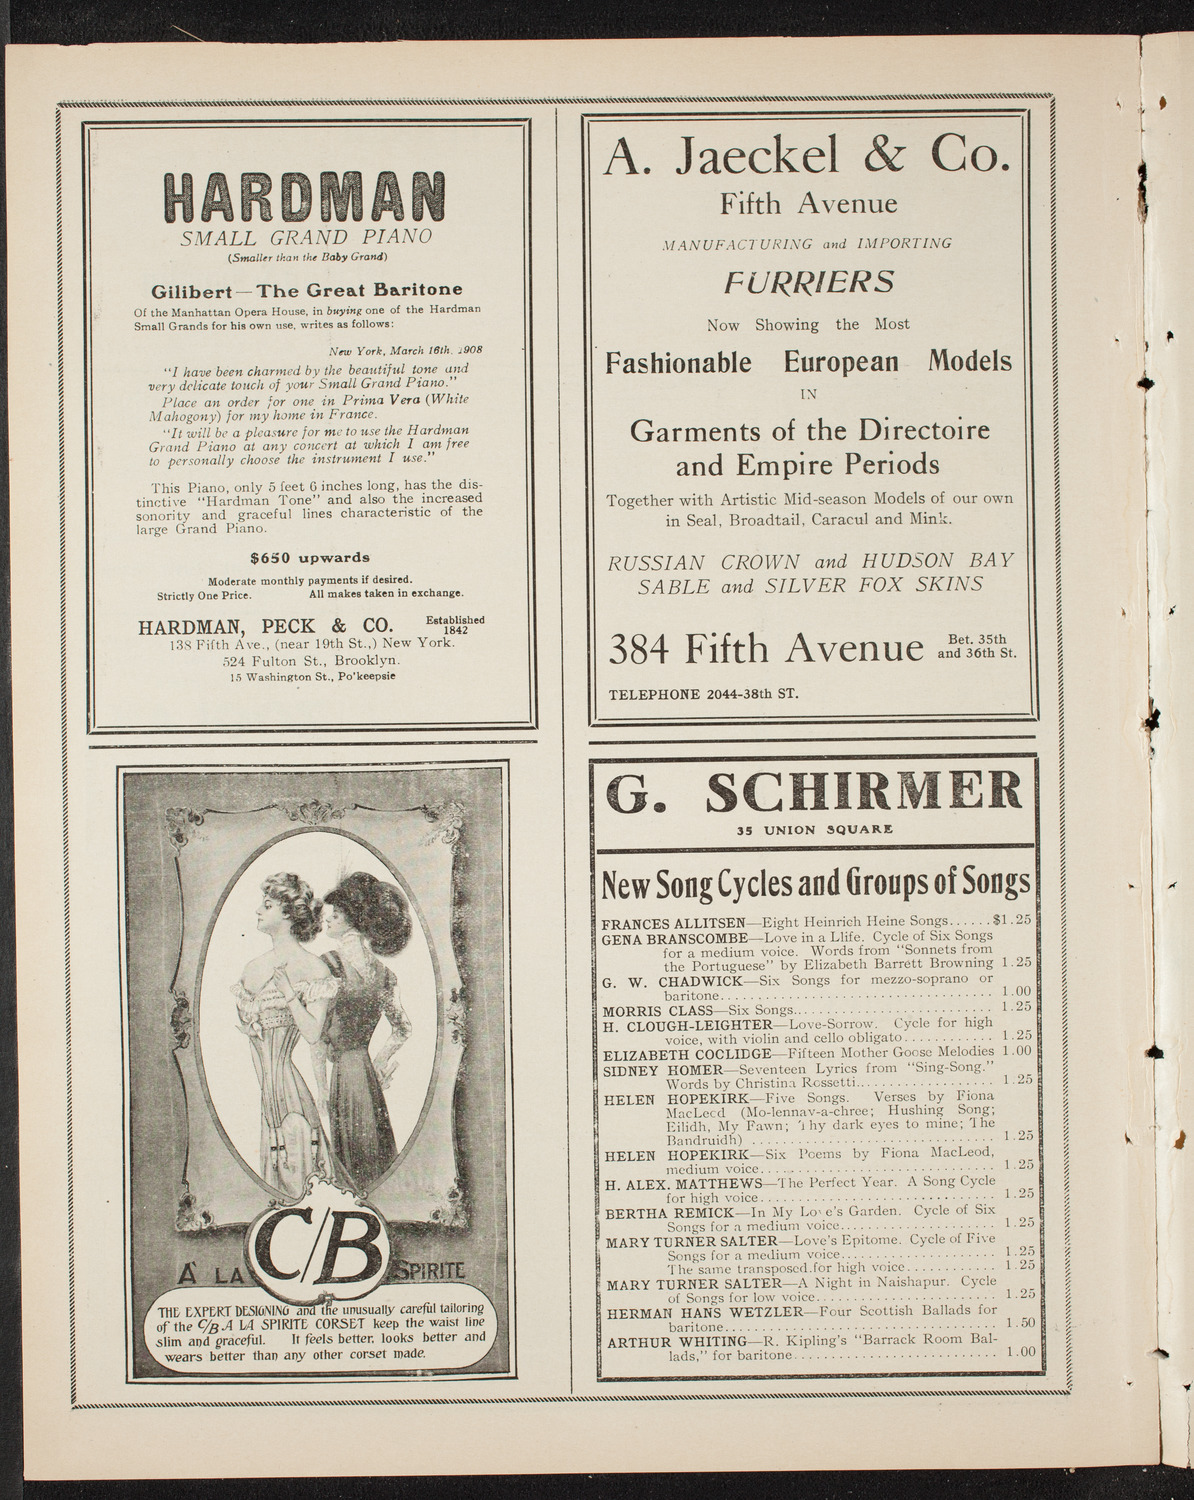 HARDMAN
SMALL GRAND PIANO
(Smaller than the Baby Grand)
Gilibert—The Great Baritone
Of the Manhattan Opera House, in buying one of the Hardman
Small Grands for his own use, writes as follows:
New York, March 16th. 1908
"I have been charmed by the beautiful tone and
very delicate touch of your Small Grand Piano."
Place an order for one in Prima Vera (White
Mahogony) for my home in France.
"It will be a pleasure for me to use the Hardman
Grand Piano at any concert at which I am free
to personally choose the instrument I use."
This Piano, only 5 feet 6 inches long, has the dis-
tinctive "Hardman Tone" and also the increased
sonority and graceful lines characteristic of the
large Grand Piano.
$650 upwards
Moderate monthly payments if desired.
Strictly One Price. All makes taken in exchange.
HARDMAN, PECK & CO. Established
1842
138 Fifth Ave., (near 19th St.,) New York.
524 Fulton St., Brooklyn.
15 Washington St., Po'keepsie
C/B
A LA SPIRITE
THE EXPERT DESIGNING and the unusually careful tailoring
of the C/B A LA SPIRITE CORSET keep the waist line
slim and graceful. It feels better, looks better and
wears better than any other corset made.
A. Jaeckel & Co.
Fifth Avenue
MANUFACTURING and IMPORTING
FURRIERS
Now Showing the Most
Fashionable European Models
IN
Garments of the Directoire
and Empire Periods
Together with Artistic Mid-season Models of our own
in Seal, Broadtail, Caracul and Mink.
RUSSIAN CROWN and HUDSON BAY
SABLE and SILVER FOX SKINS
384 Fifth Avenue Bet. 35th
and 36th St.
TELEPHONE 2044-38th ST.
G. SCHIRMER
35 UNION SQUARE
New Song Cycles and Groups of Songs
FRANCES ALLITSEN—Eight Heinrich Heine Songs......$1.25
GENA BRANSCOMBE—Love in a Llife. Cycle of Six Songs
for a medium voice. Words from "Sonnets from
the Portuguese" by Elizabeth Barrett Browning 1.25
G. W. CHADWICK—Six Songs for mezzo-soprano or
baritone.................................... 1.00
MORRIS CLASS—Six Songs.......................... 1.25
H. CLOUGH-LEIGHTER—Love-Sorrow. Cycle for high
voice, with violin and cello obligato............ 1.25
ELIZABETH COCLIDGE—Fifteen Mother Goose Melodies 1.00
SIDNEY HOMER—Seventeen Lyrics from "Sing-Song."
Words by Christina Rossetti.................. 1.25
HELEN HOPEKIRK—Five Songs. Verses by Fiona
MacLecd (Mo-lennav-a-chree; Hushing Song;
Eilidh, My Fawn; Thy dark eyes to mine; The
Bandruidh) ................................ 1.25
HELEN HOPEKIRK—Six Poems by Fiona MacLeod,
medium voice............................... 1.25
H. ALEX. MATTHEWS—The Perfect Year. A Song Cycle
for high voice............................... 1.25
BERTHA REMICK—In My Love's Garden. Cycle of Six
Songs for a medium voice..................... 1.25
MARY TURNER SALTER—Love's Epitome. Cycle of Five
Songs for a medium voice..................... 1.25
The same transposed for high voice............ 1.25
MARY TURNER SALTER—A Night in Naishapur. Cycle
of Songs for low voice........................ 1.25
HERMAN HANS WETZLER—Four Scottish Ballads for
baritone.................................... 1.50
ARTHUR WHITING—R. Kipling's "Barrack Room Bal-
lads," for baritone........................... 1.00